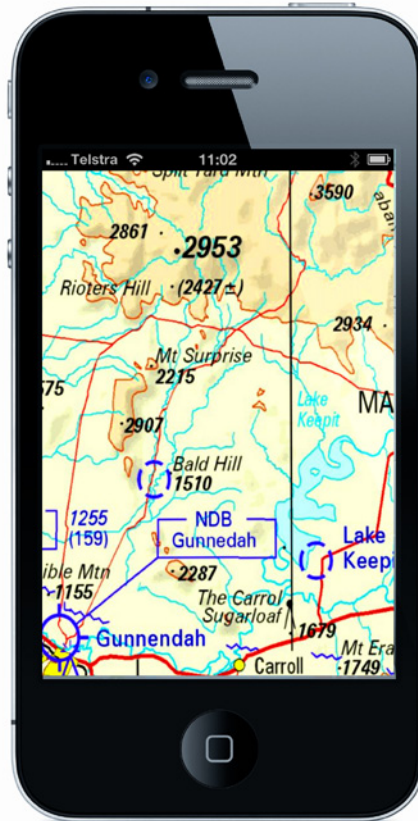 Telstra 11:02
Split Yard Mtn
3590
2861
2953
Rioters Hill
(2427±)
2934
Mt Surprise
2215
575
Lake
Keepit
MA
2907
Bald Hill
1510
1255
(159)
NDB
Gunnedah
Lake
Keepi
ible Mtn
1155
2287
The Carrol
Sugarloaf
Gunnendah
1679
Mt Era
1749
Carroll